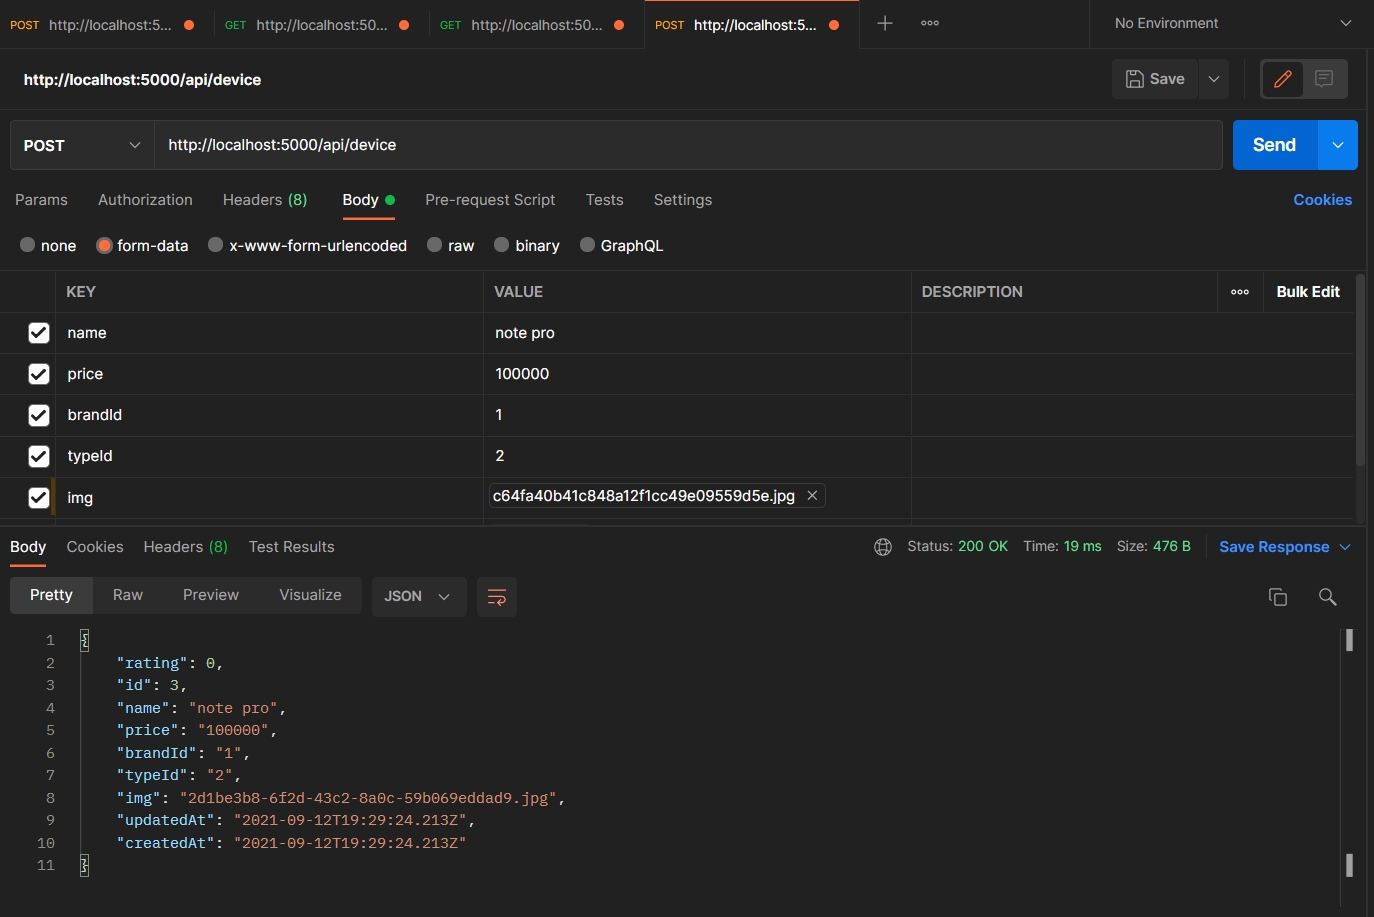 POST http://localhost:5... GET http://localhost:50... GET http://localhost:50... POST http://localhost:5... No Environment
http://localhost:5000/api/device Save
POST http://localhost:5000/api/device Send
Params Authorization Headers (8) Body Pre-request Script Tests Settings Cookies
none form-data x-www-form-urlencoded raw binary GraphQL
KEY VALUE DESCRIPTION Bulk Edit
name note pro
price 100000
brandId 1
typeId 2
img c64fa40b41c848a12f1cc49e09559d5e.jpg
Body Cookies Headers (8) Test Results Status: 200 OK Time: 19 ms Size: 476 B Save Response
Pretty Raw Preview Visualize JSON
1 {
2 "rating": 0,
3 "id": 3,
4 "name": "note pro",
5 "price": "100000",
6 "brandId": "1",
7 "typeId": "2",
8 "img": "2d1be3b8-6f2d-43c2-8a0c-59b069eddad9.jpg",
9 "updatedAt": "2021-09-12T19:29:24.213Z",
10 "createdAt": "2021-09-12T19:29:24.213Z"
11 }